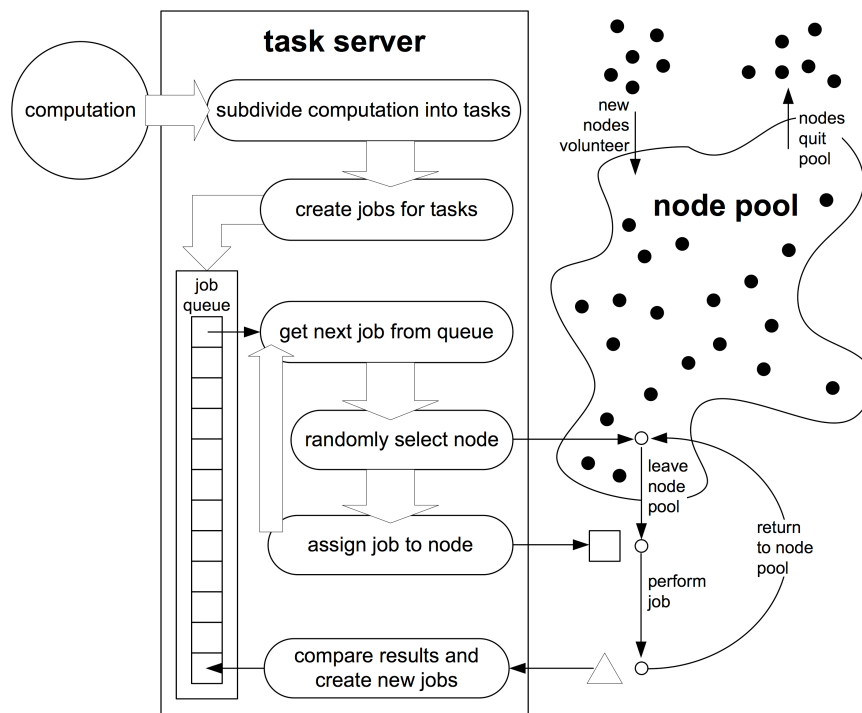 task server
computation
subdivide computation into tasks
create jobs for tasks
job
queue
get next job from queue
randomly select node
assign job to node
compare results and
create new jobs
new
nodes
volunteer
nodes
quit
pool
node pool
leave
node
pool
perform
job
return
to node
pool